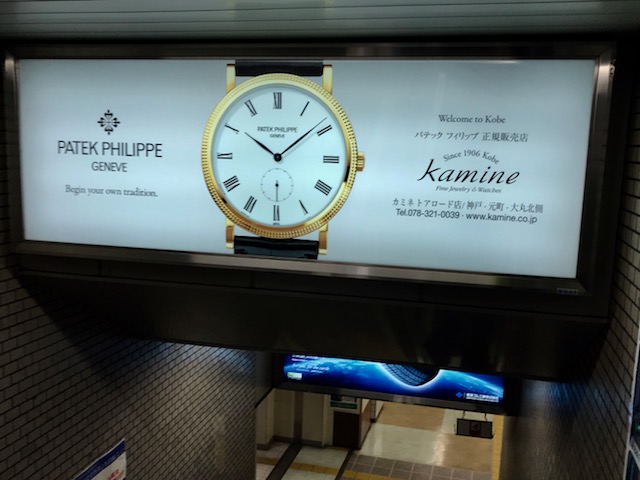 PATEK PHILIPPE
GENEVE
Begin your own tradition.
PATEK PHILIPPE
GENEVE
Welcome to Kobe
パテック フィリップ 正規販売店
Since 1906 Kobe
kamine
Fine Jewelry & Watches
カミネ トアロード店/神戸・元町・大丸北側
Tel.078-321-0039・www.kamine.co.jp